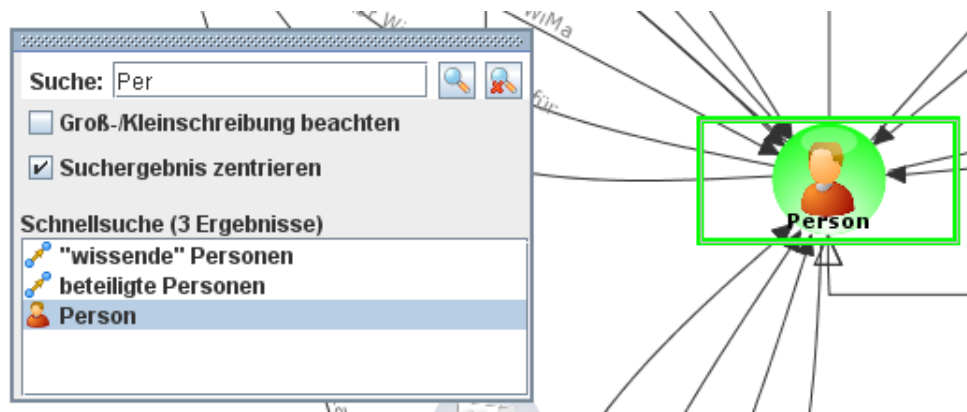 WiMa
Suche: Per
für
Groß-/Kleinschreibung beachten
Suchergebnis zentrieren
Person
Schnellsuche (3 Ergebnisse)
"wissende" Personen
beteiligte Personen
Person